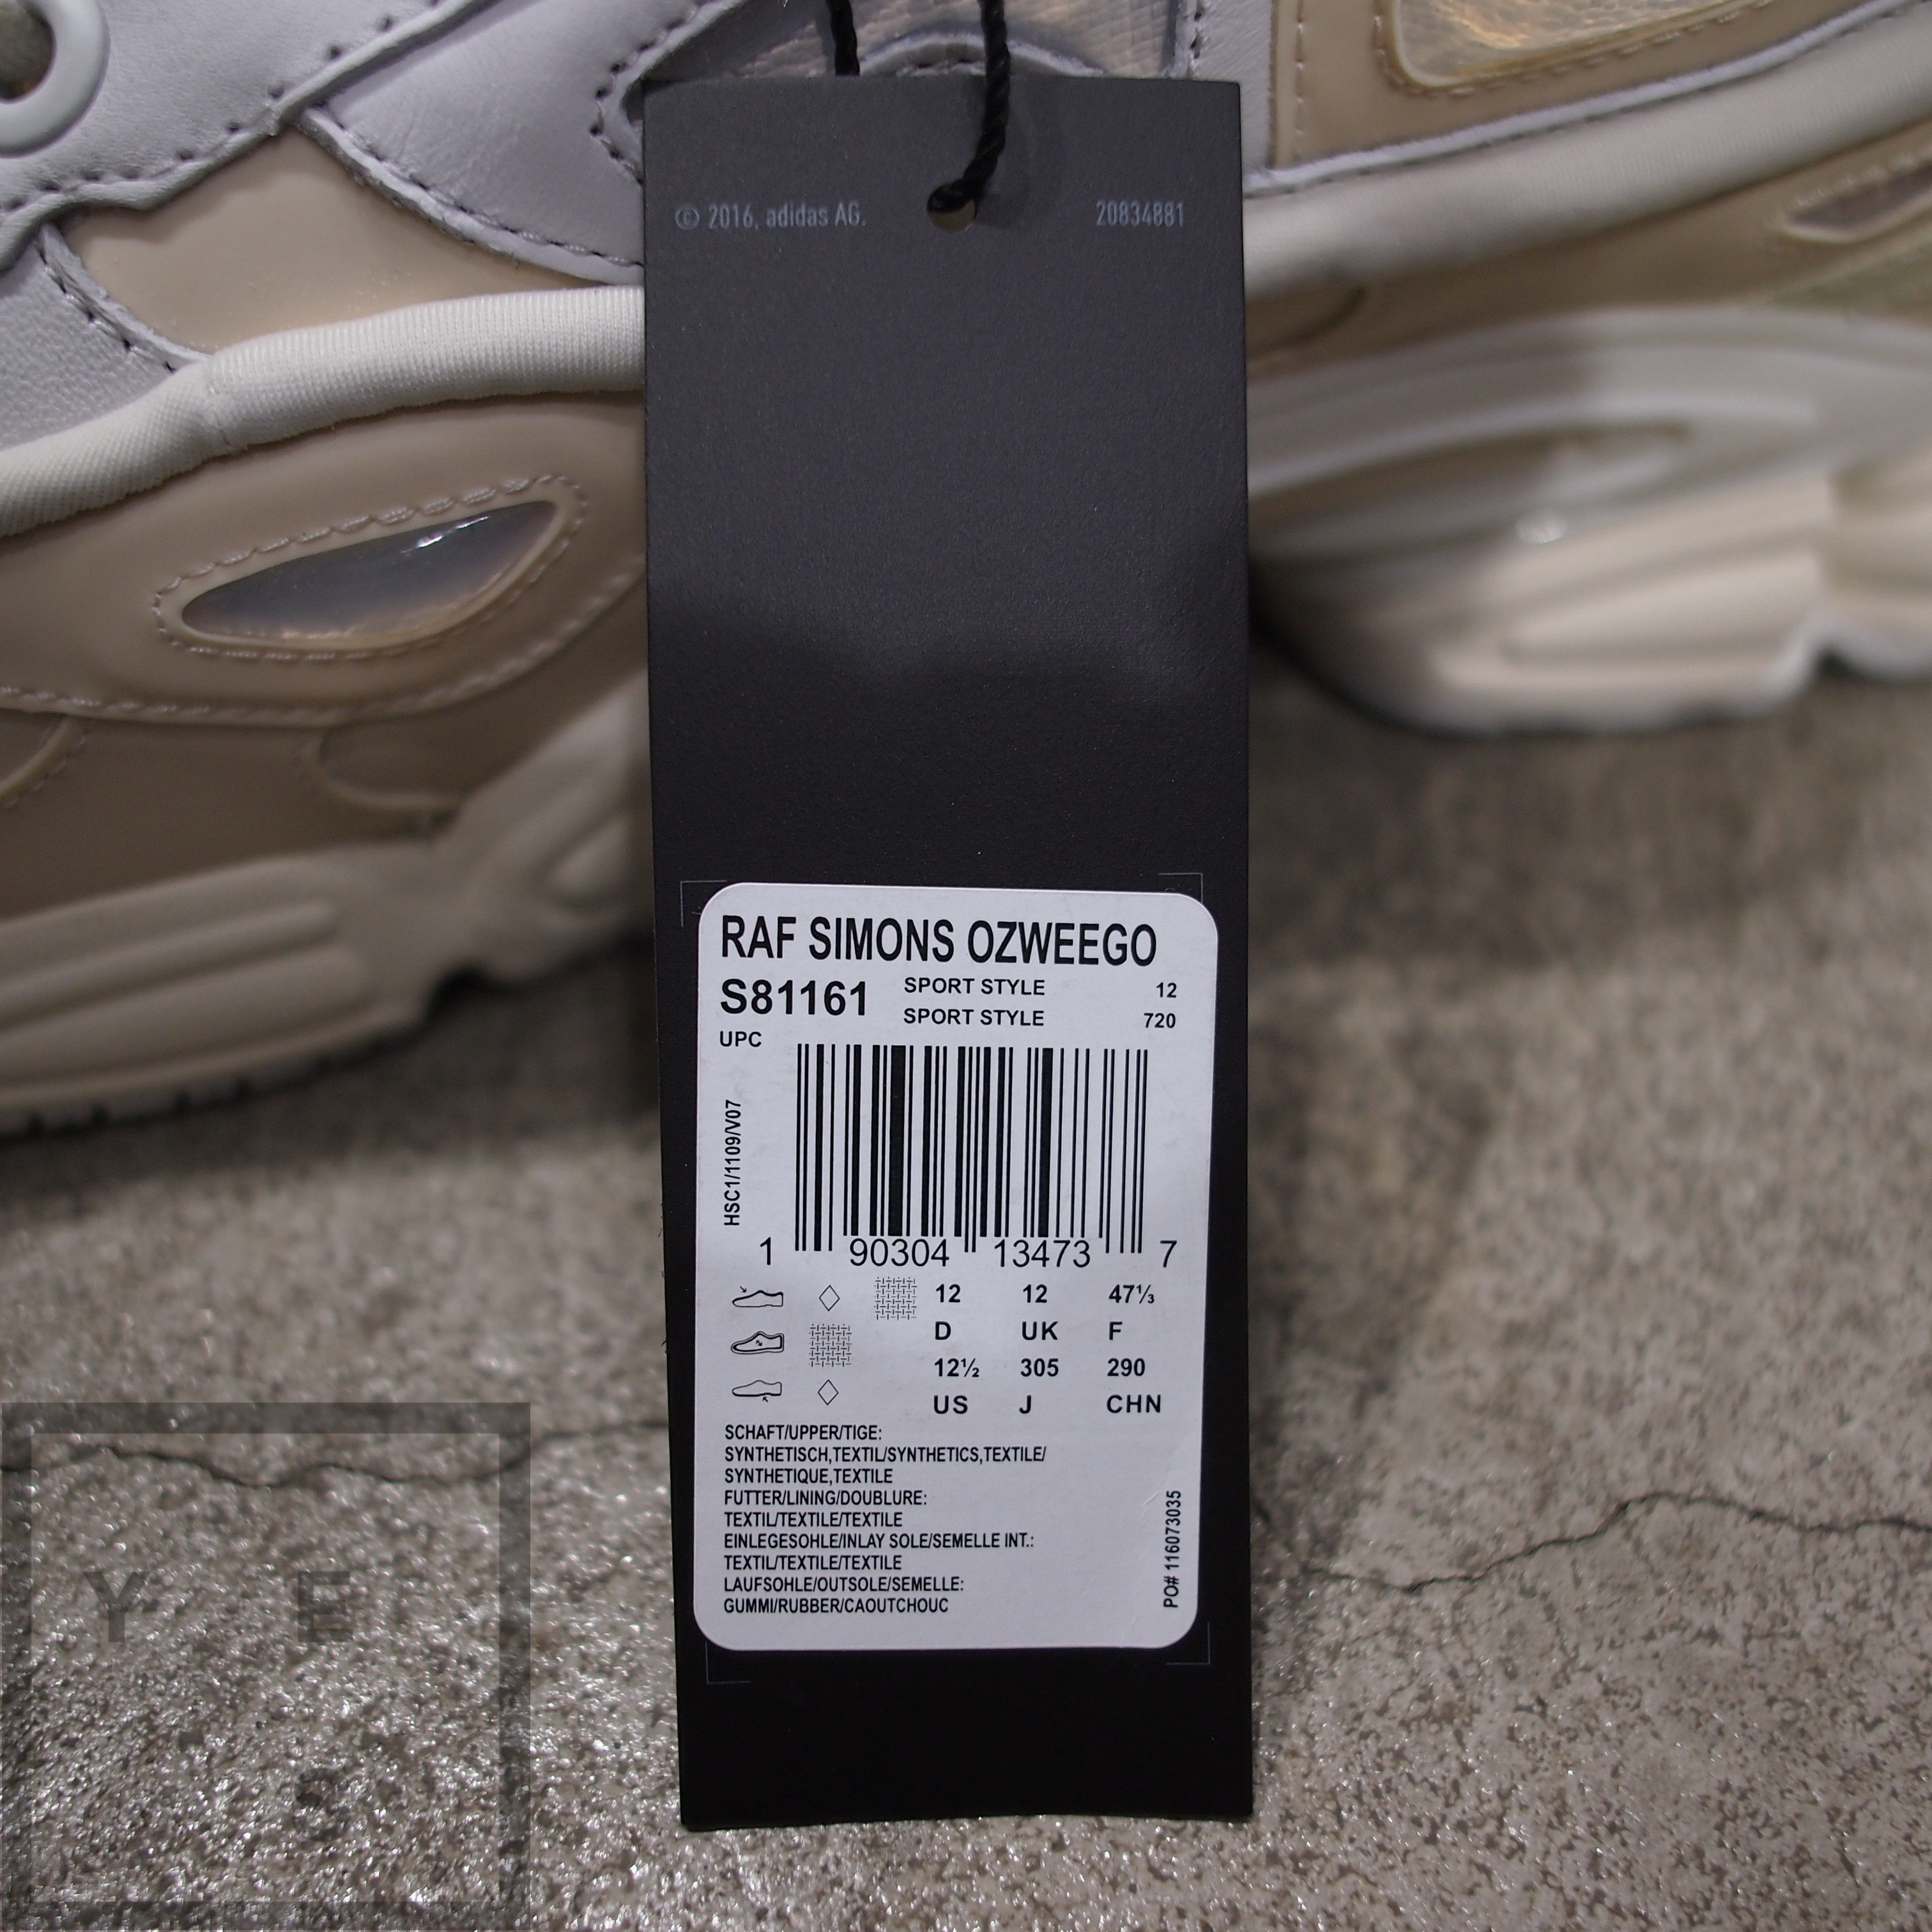 © 2016, adidas AG. 20834881
RAF SIMONS OZWEEGO
S81161 SPORT STYLE 12
SPORT STYLE 720
UPC
HSC1/1109/V07
1 90304 13473 7
12 12 47⅓
D UK F
12½ 305 290
US J CHN
SCHAFT/UPPER/TIGE:
SYNTHETISCH,TEXTIL/SYNTHETICS,TEXTILE/
SYNTHETIQUE,TEXTILE
FUTTER/LINING/DOUBLURE:
TEXTIL/TEXTILE/TEXTILE
EINLEGESOHLE/INLAY SOLE/SEMELLE INT.:
TEXTIL/TEXTILE/TEXTILE
LAUFSOHLE/OUTSOLE/SEMELLE:
GUMMI/RUBBER/CAOUTCHOUC
PO# 116073035
Y E
S